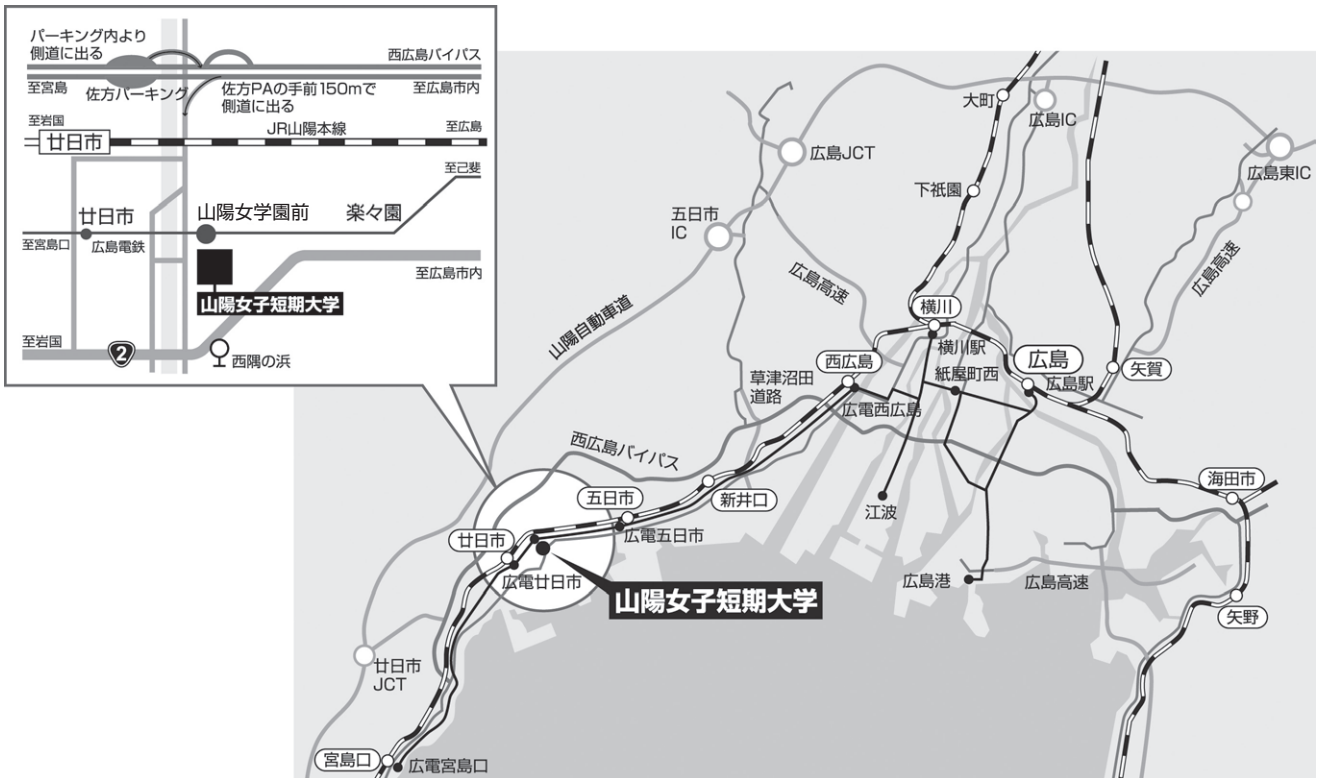 パーキング内より
側道に出る
西広島バイパス
至宮島
佐方パーキング
佐方PAの手前150mで
側道に出る
至広島市内
至岩国
廿日市
JR山陽本線
至広島
至己斐
廿日市
山陽女学園前
楽々園
至宮島口
広島電鉄
至広島市内
山陽女子短期大学
至岩国
2
西隅の浜
大町
広島IC
広島JCT
広島東IC
下祇園
五日市
IC
広島高速
広島高速
山陽自動車道
横川
横川駅
西広島
広島
広島駅
矢賀
草津沼田
道路
紙屋町西
広電西広島
西広島バイパス
海田市
五日市
新井口
江波
廿日市
広電五日市
広電廿日市
山陽女子短期大学
広島港
広島高速
矢野
廿日市
JCT
宮島口
広電宮島口